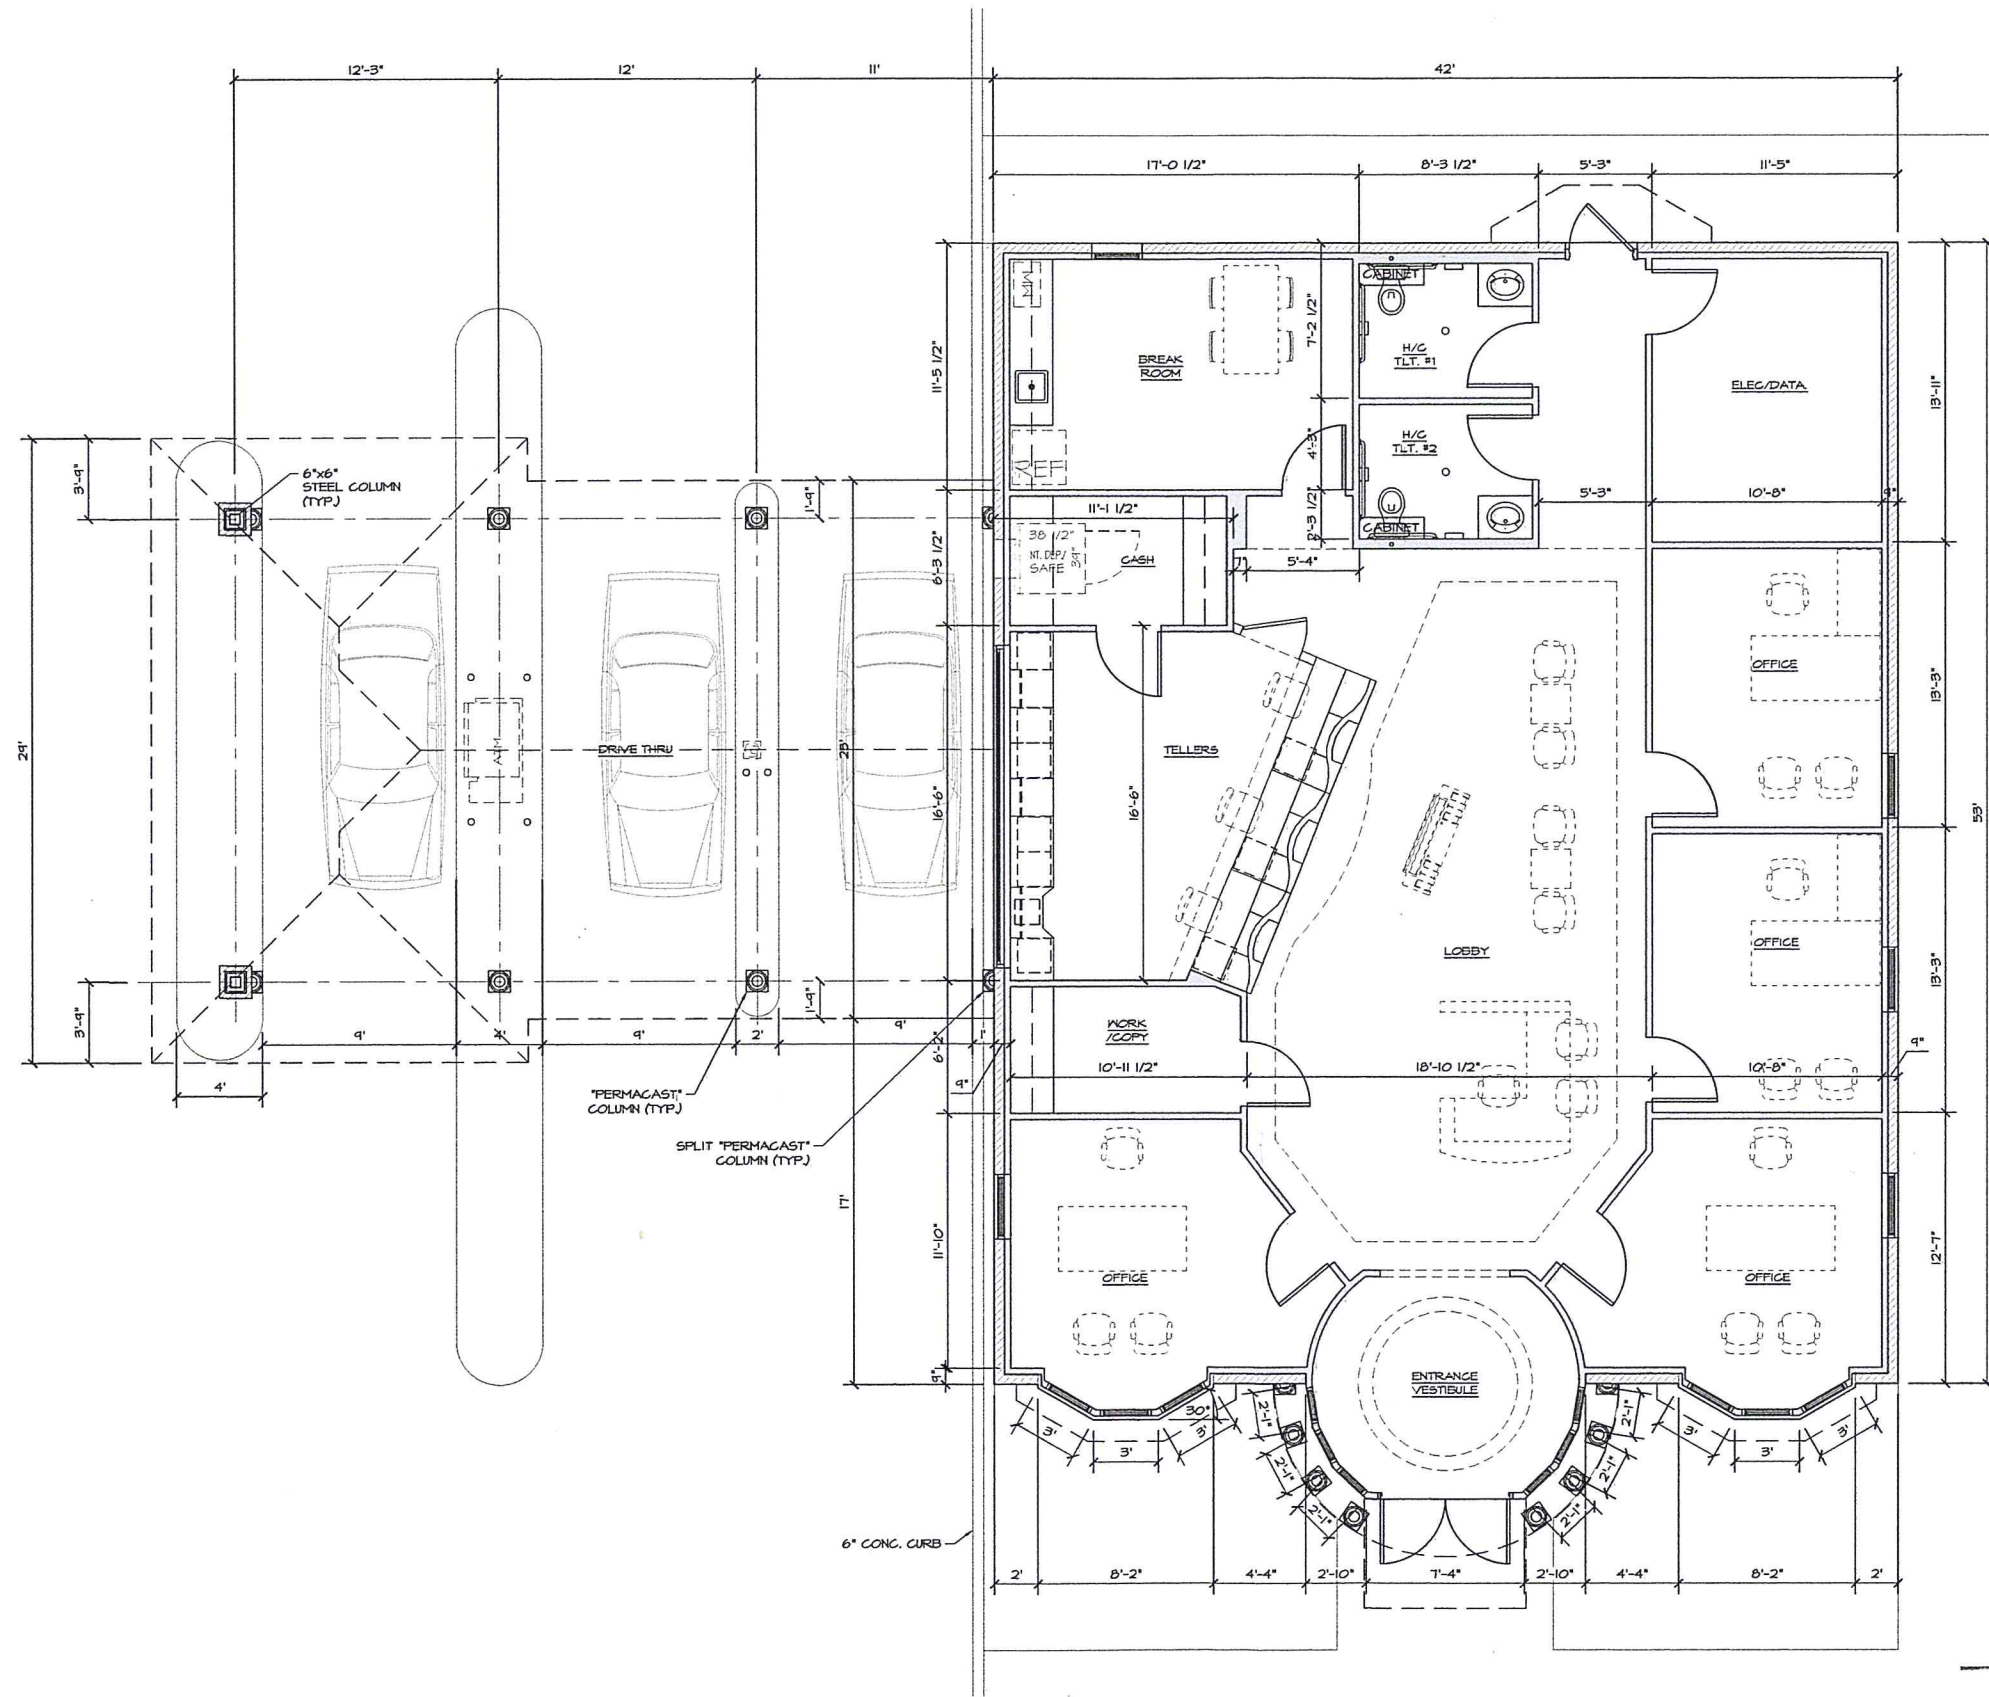 12'-3"
12'
11'
42'
17'-0 1/2"
8'-3 1/2"
5'-3"
11'-5"
CABINET
MW
11'-5 1/2"
7'-2 1/2"
BREAK
ROOM
H/C
TLT. #1
ELEC/DATA
13'-11"
53'
29'
3'-9"
6"x6"
STEEL COLUMN
(TYP.)
1'-9"
REF
4'-3"
H/C
TLT. #2
5'-3"
10'-8"
9"
11'-1 1/2"
2'-3 1/2"
CABINET
6'-3 1/2"
38 1/2"
NT. DEP/
SAFE
39"
CASH
7"
5'-4"
OFFICE
13'-3"
DRIVE THRU
ATM
25'
TELLERS
16'-6"
16'-6"
LOBBY
OFFICE
13'-3"
3'-9"
1'-9"
9'
4'
9'
2'
9'
1'
6'-2"
WORK
/COPY
10'-11 1/2"
18'-10 1/2"
10'-8"
9"
9"
4'
"PERMACAST"
COLUMN (TYP.)
SPLIT "PERMACAST"
COLUMN (TYP.)
17'
11'-10"
OFFICE
OFFICE
12'-7"
9"
ENTRANCE
VESTIBULE
30°
3'
3'
3'
2'-1"
2'-1"
2'-1"
2'-1"
2'-1"
2'-1"
3'
3'
3'
6" CONC. CURB
2'
8'-2"
4'-4"
2'-10"
7'-4"
2'-10"
4'-4"
8'-2"
2'